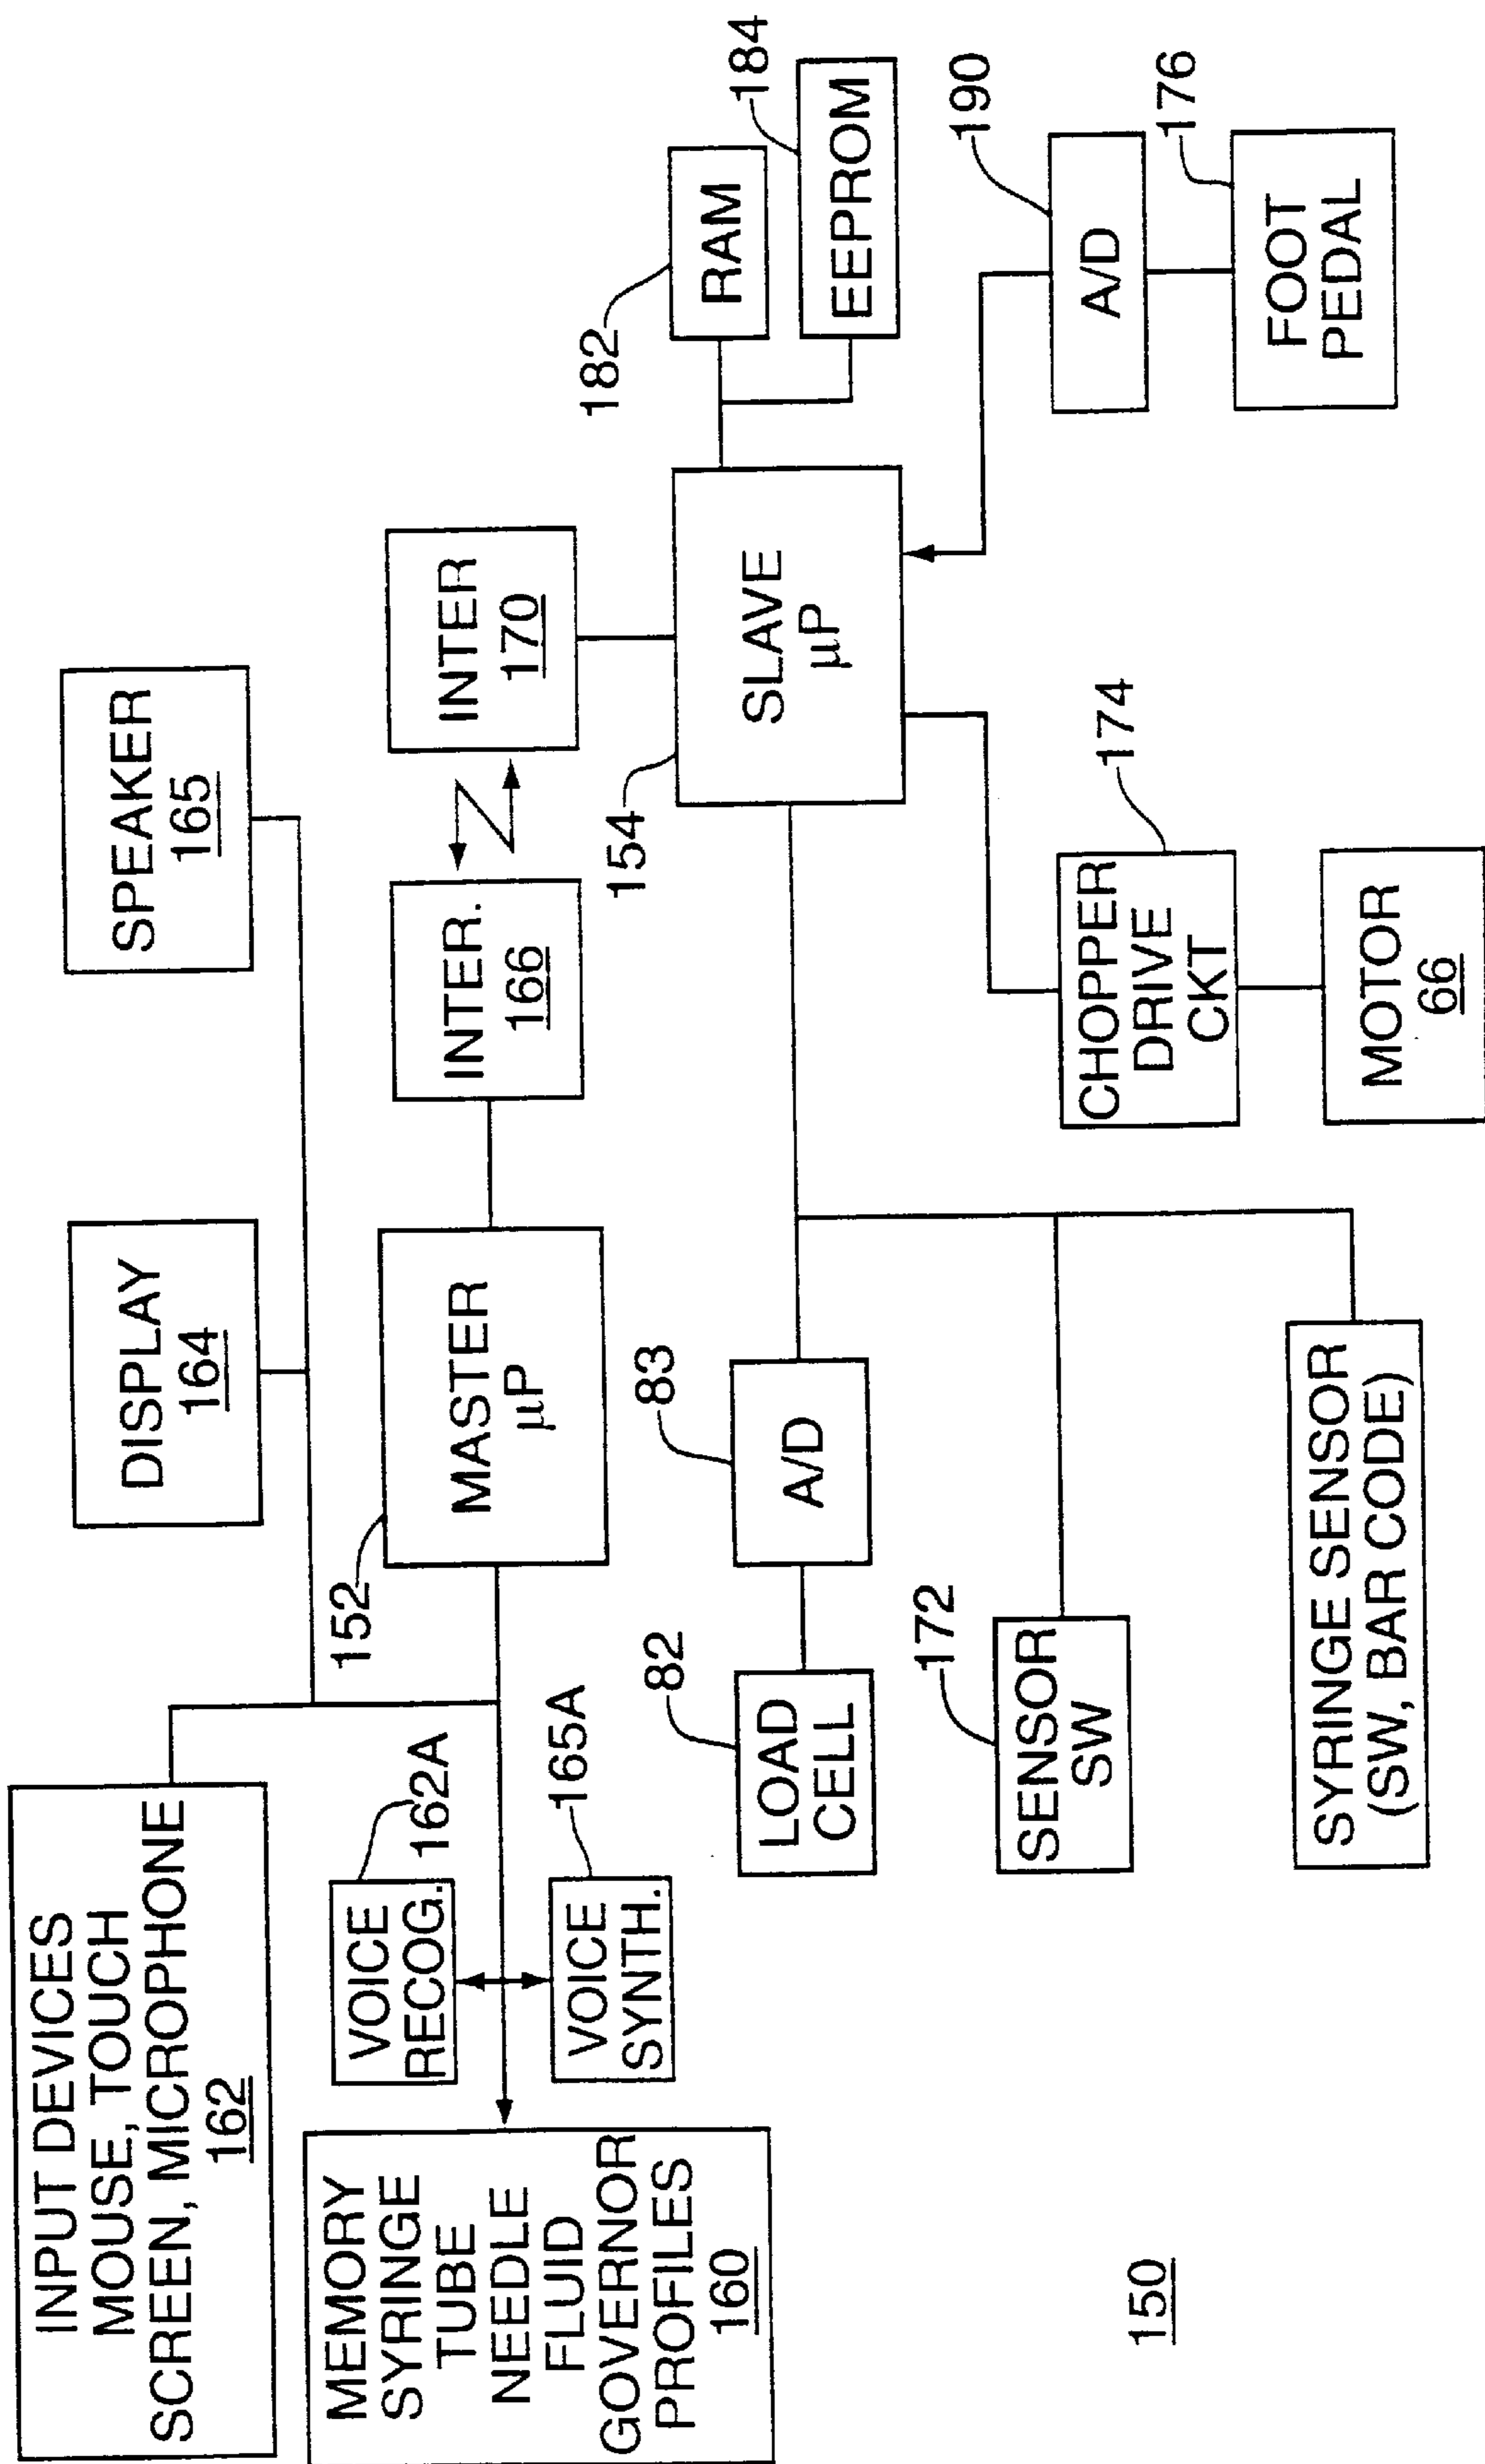 INPUT DEVICES
MOUSE, TOUCH
SCREEN, MICROPHONE
162
DISPLAY
164
SPEAKER
165
MEMORY
SYRINGE
TUBE
NEEDLE
FLUID
GOVERNOR
PROFILES
160
VOICE
RECOG.
162A
VOICE
SYNTH.
165A
152
MASTER
µP
INTER.
166
INTER
170
154
SLAVE
µP
182
RAM
184
EEPROM
82
LOAD
CELL
83
A/D
172
SENSOR
SW
SYRINGE SENSOR
(SW, BAR CODE)
174
CHOPPER
DRIVE
CKT
MOTOR
66
190
A/D
176
FOOT
PEDAL
150